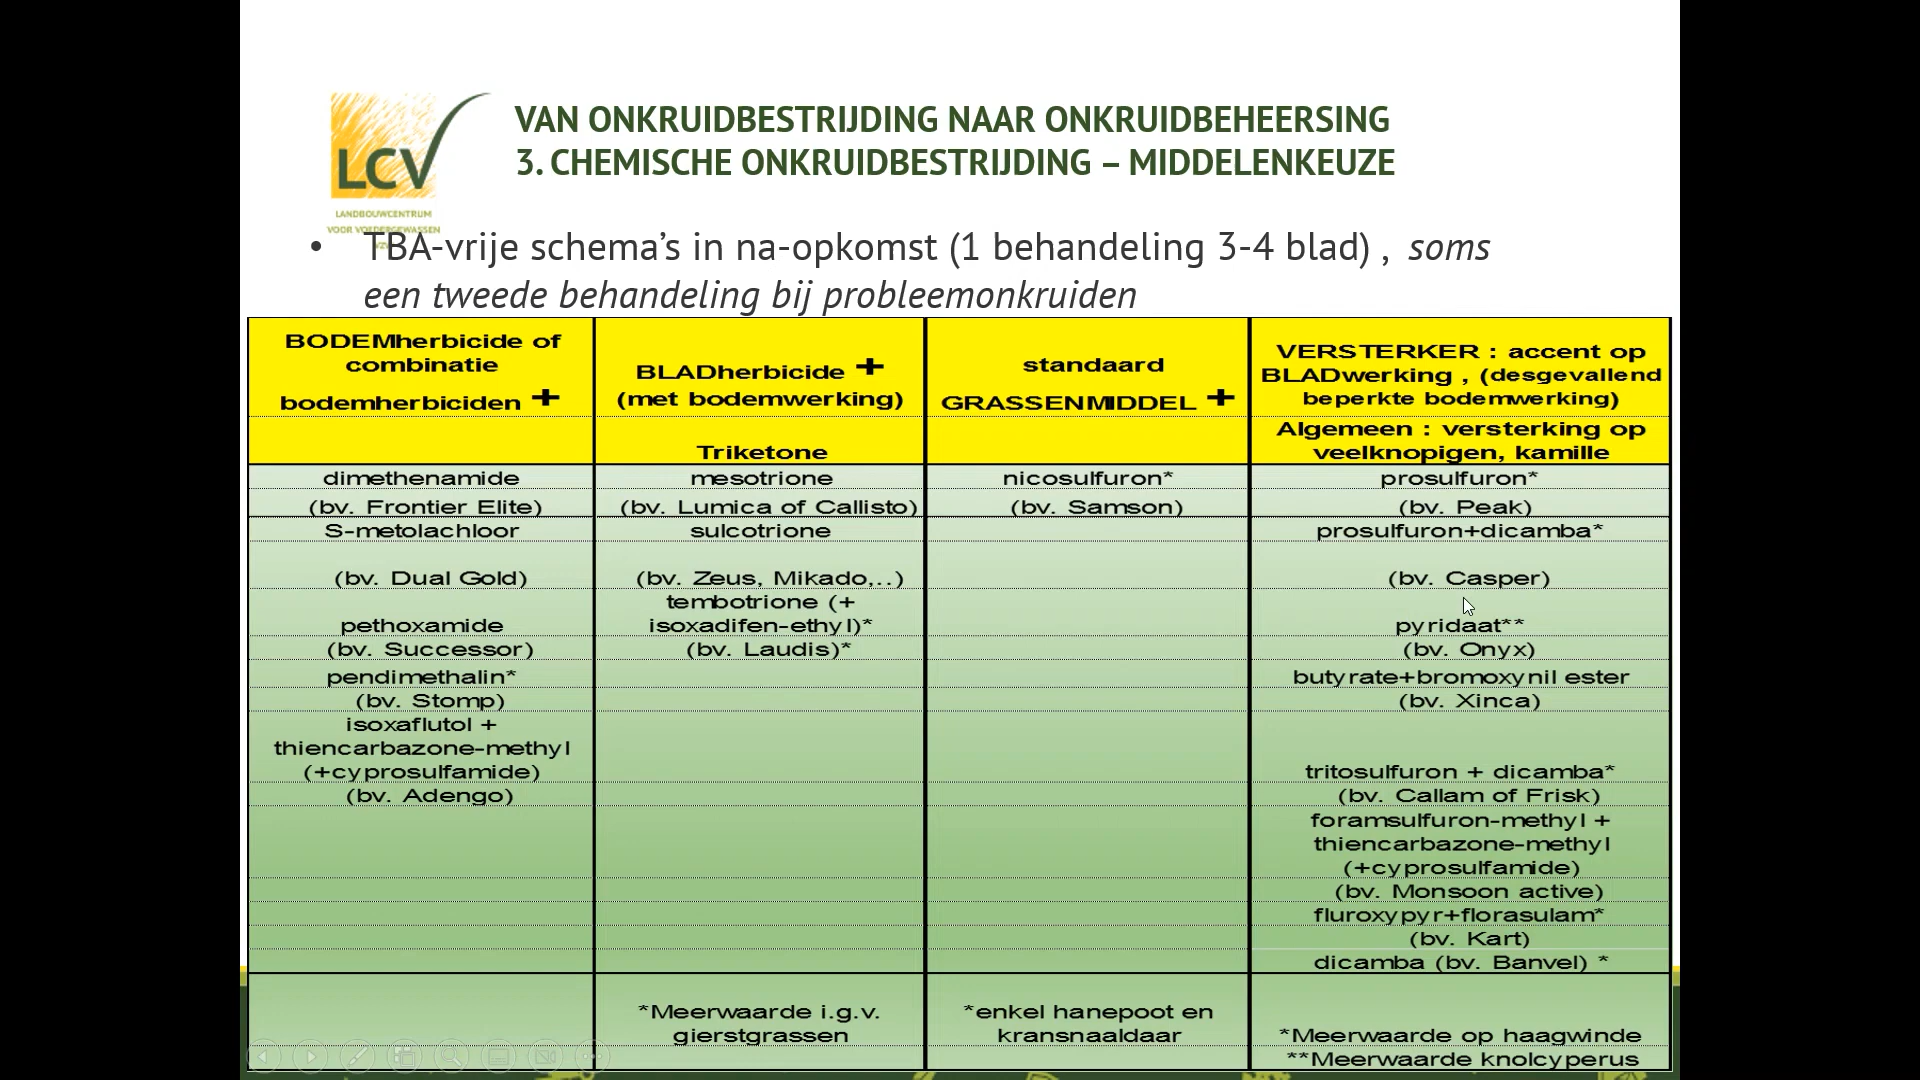 VAN ONKRUIDBESTRIJDING NAAR ONKRUIDBEHEERSING
3. CHEMISCHE ONKRUIDBESTRIJDING – MIDDELENKEUZE
LCV
LANDBOUWCENTRUM
VOOR VOEDERGEWASSEN
• TBA-vrije schema’s in na-opkomst (1 behandeling 3-4 blad) , soms
een tweede behandeling bij probleemonkruiden
BODEMherbicide of
combinatie
bodemherbiciden +
BLADherbicide +
(met bodemwerking)
Triketone
standaard
GRASSENMIDDEL +
VERSTERKER : accent op
BLADwerking , (desgevallend
beperkte bodemwerking)
Algemeen : versterking op
veelknopigen, kamille
dimethenamide
(bv. Frontier Elite)
S-metolachloor
(bv. Dual Gold)
pethoxamide
(bv. Successor)
pendimethalin*
(bv. Stomp)
isoxaflutol +
thiencarbazone-methyl
(+cyprosulfamide)
(bv. Adengo)
mesotrione
(bv. Lumica of Callisto)
sulcotrione
(bv. Zeus, Mikado,..)
tembotrione (+
isoxadifen-ethyl)*
(bv. Laudis)*
*Meerwaarde i.g.v.
gierstgrassen
nicosulfuron*
(bv. Samson)
*enkel hanepoot en
kransnaaldaar
prosulfuron*
(bv. Peak)
prosulfuron+dicamba*
(bv. Casper)
pyridaat**
(bv. Onyx)
butyrate+bromoxynil ester
(bv. Xinca)
tritosulfuron + dicamba*
(bv. Callam of Frisk)
foramsulfuron-methyl +
thiencarbazone-methyl
(+cyprosulfamide)
(bv. Monsoon active)
fluroxypyr+florasulam*
(bv. Kart)
dicamba (bv. Banvel) *
*Meerwaarde op haagwinde
**Meerwaarde knolcyperus